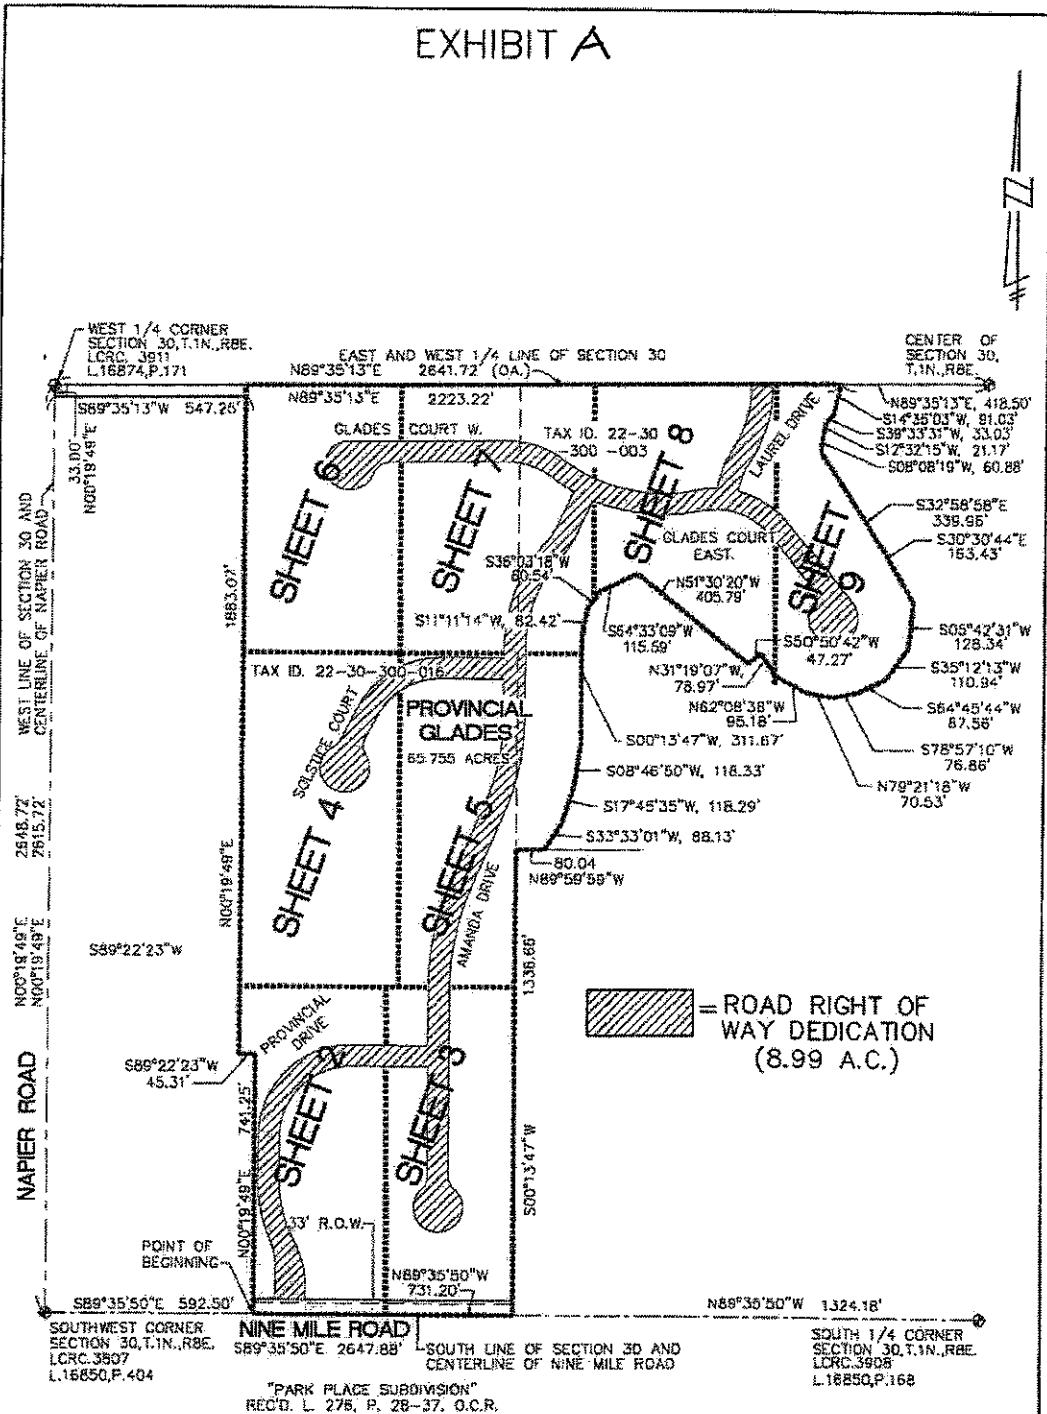 EXHIBIT A
WEST 1/4 CORNER
SECTION 30,T.1N.,R8E.
LCRC. 3911
L.16874,P.171
EAST AND WEST 1/4 LINE OF SECTION 30
N89°35'13"E 2641.72' (OA.)
CENTER OF
SECTION 30,
T.1N.,R8E.
S89°35'13"W 547.25'
N89°35'13"E 2223.22'
N89°35'13"E, 418.50'
S14°35'03"W, 91.03'
S39°33'31"W, 33.03'
S12°32'15"W, 21.17'
S08°08'19"W, 60.88'
33.00'
N00°19'49"E
GLADES COURT W.
TAX ID. 22-30
-300 -003
LAUREL DRIVE
SHEET 6
SHEET 7
SHEET 8
SHEET 9
S32°58'58"E
339.96'
S30°30'44"E
163.43'
GLADES COURT
EAST.
WEST LINE OF SECTION 30 AND
CENTERLINE OF NAPIER ROAD
1883.07'
S36°03'18"W
60.54'
N51°30'20"W
405.79'
S11°11'14"W, 82.42'
S64°33'09"W
115.59'
S50°50'42"W
47.27'
S05°42'31"W
128.34'
N31°19'07"W,
78.97'
S35°12'13"W
110.94'
N62°08'38"W
95.18'
S64°45'44"W
87.56'
TAX ID. 22-30-300-016
PROVINCIAL
GLADES
65.755 ACRES
SOLSTICE COURT
S00°13'47"W, 311.67'
S78°57'10"W
76.86'
S08°46'50"W, 118.33'
N79°21'18"W
70.53'
S17°45'35"W, 118.29'
SHEET 4
SHEET 5
S33°33'01"W, 88.13'
80.04
N89°59'59"W
2648.72'
2615.72'
N00°19'49"E
N00°19'49"E
N00°19'49"E
AMANDA DRIVE
S89°22'23"W
1336.66'
= ROAD RIGHT OF
WAY DEDICATION
(8.99 A.C.)
PROVINCIAL
DRIVE
S89°22'23"W
45.31'
SHEET 2
SHEET 3
NAPIER ROAD
741.25'
N00°19'49"E
S00°13'47"W
33' R.O.W.
POINT OF
BEGINNING
N89°35'50"W
731.20'
S89°35'50"E 592.50'
N89°35'50"W 1324.18'
SOUTHWEST CORNER
SECTION 30,T.1N.,R8E.
LCRC.3807
L.16850,P.404
NINE MILE ROAD
S89°35'50"E 2647.88'
SOUTH LINE OF SECTION 30 AND
CENTERLINE OF NINE MILE ROAD
SOUTH 1/4 CORNER
SECTION 30,T.1N.,R8E.
LCRC.3908
L.16850,P.168
"PARK PLACE SUBDIVISION"
REC'D. L. 276, P. 28-37, O.C.R.